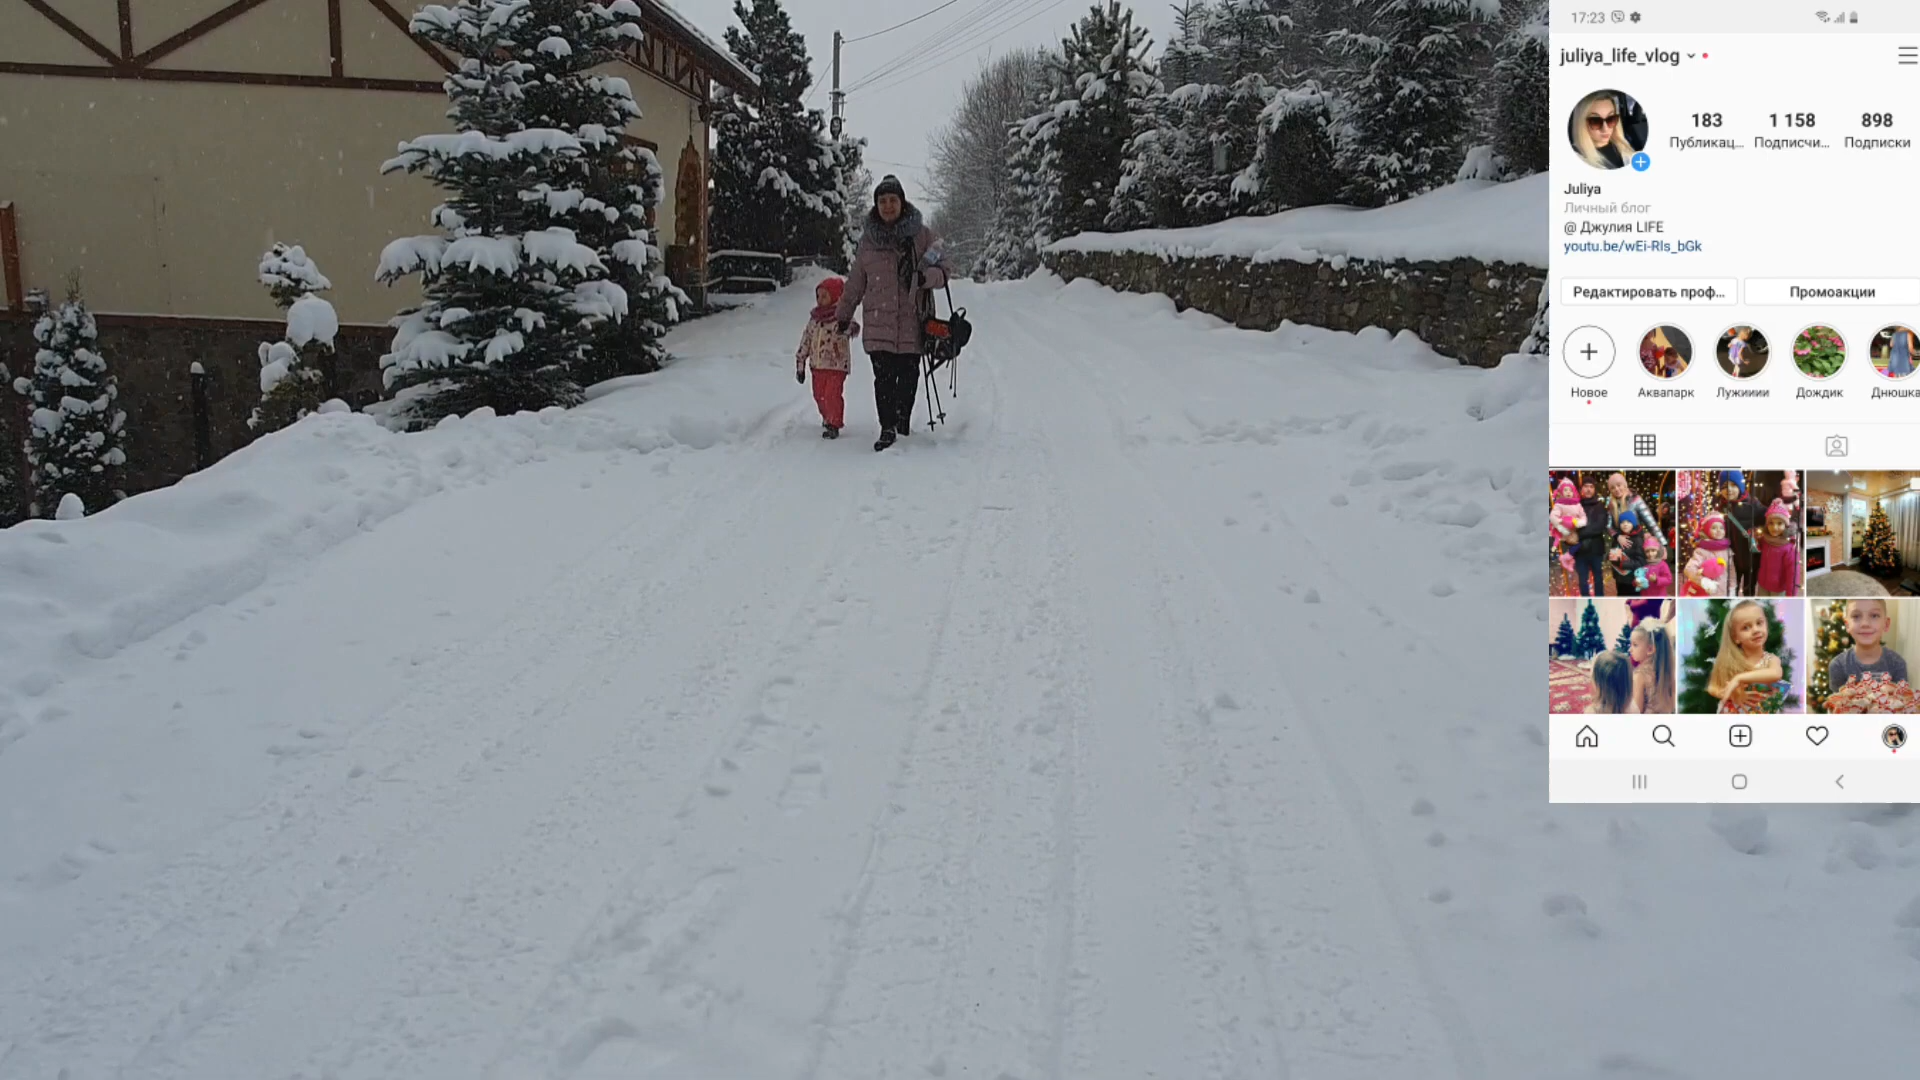 17:23
juliya_life_vlog
183 1 158 898
Публикац... Подписчи... Подписки
Juliya
Личный блог
@ Джулия LIFE
youtu.be/wEi-Rls_bGk
Редактировать проф... Промоакции
Новое Аквапарк Лужииии Дождик Днюшка